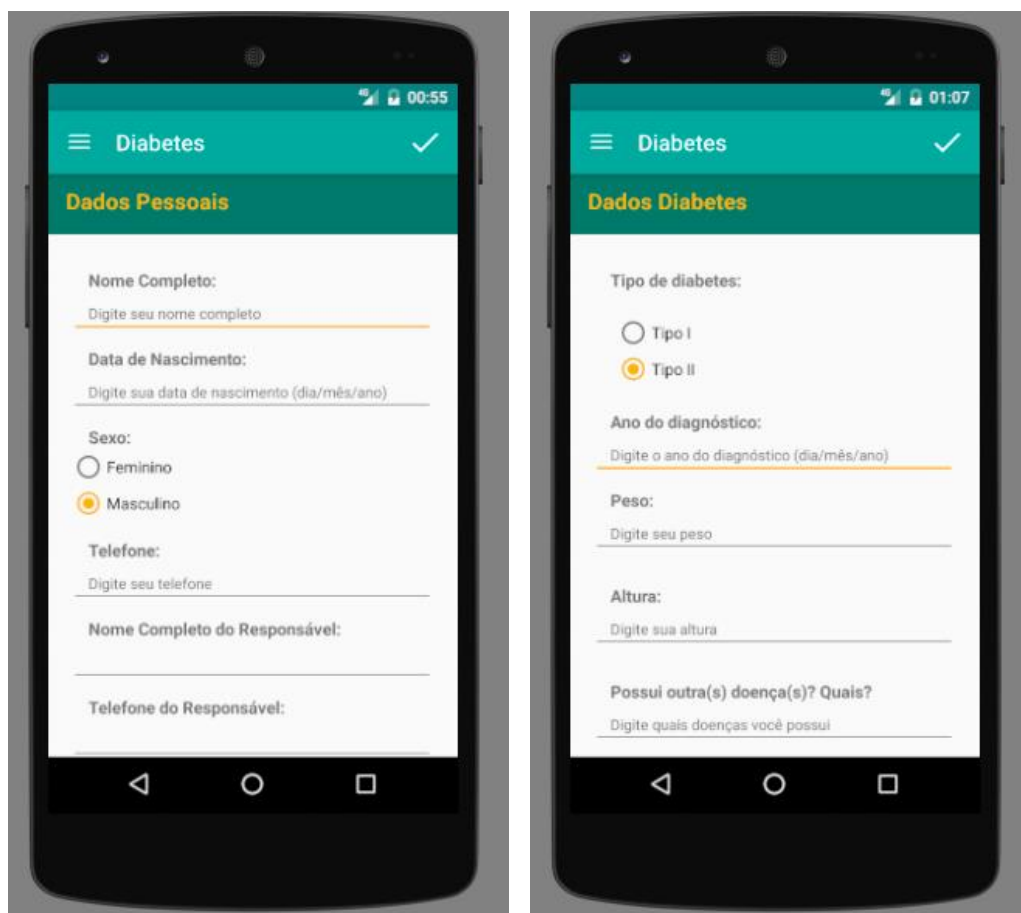 00:55
Diabetes
Dados Pessoais
Nome Completo:
Digite seu nome completo
Data de Nascimento:
Digite sua data de nascimento (dia/mês/ano)
Sexo:
Feminino
Masculino
Telefone:
Digite seu telefone
Nome Completo do Responsável:
Telefone do Responsável:
4G
01:07
Diabetes
Dados Diabetes
Tipo de diabetes:
Tipo I
Tipo II
Ano do diagnóstico:
Digite o ano do diagnóstico (dia/mês/ano)
Peso:
Digite seu peso
Altura:
Digite sua altura
Possui outra(s) doença(s)? Quais?
Digite quais doenças você possui